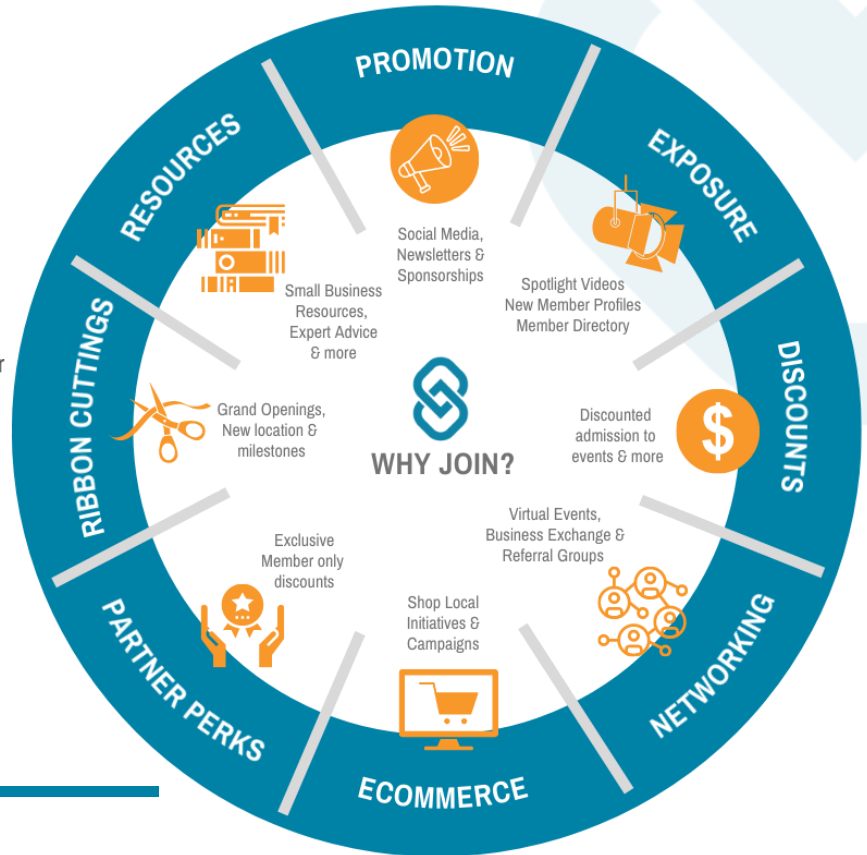 PROMOTION
Social Media,
Newsletters &
Sponsorships
EXPOSURE
Spotlight Videos
New Member Profiles
Member Directory
DISCOUNTS
Discounted
admission to
events & more
NETWORKING
Virtual Events,
Business Exchange &
Referral Groups
ECOMMERCE
Shop Local
Initiatives &
Campaigns
PARTNER PERKS
Exclusive
Member only
discounts
RIBBON CUTTINGS
Grand Openings,
New location &
milestones
RESOURCES
Small Business
Resources,
Expert Advice
& more
WHY JOIN?
r